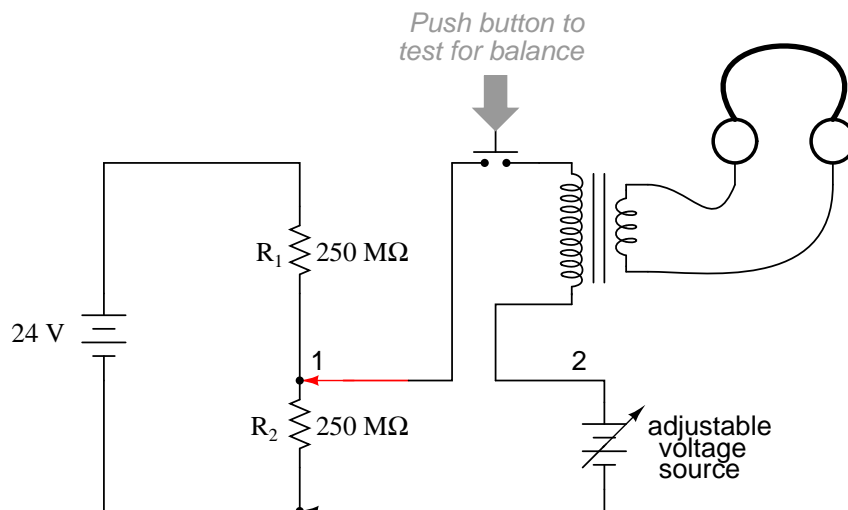 Push button to
test for balance
R1 250 MΩ
24 V
1
2
R2 250 MΩ
adjustable
voltage
source